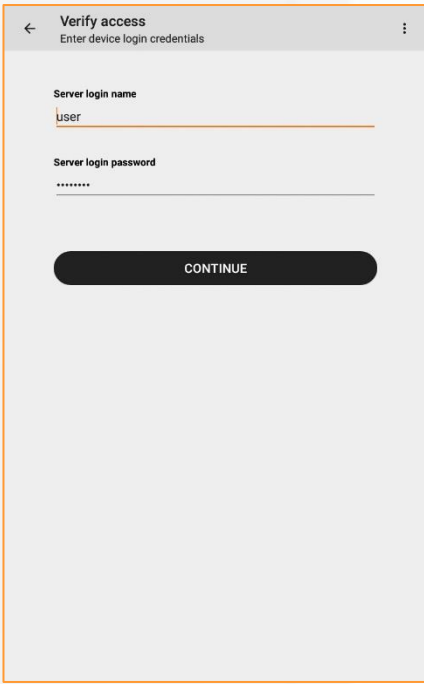 Verify access
Enter device login credentials
Server login name
user
Server login password
••••••••
CONTINUE